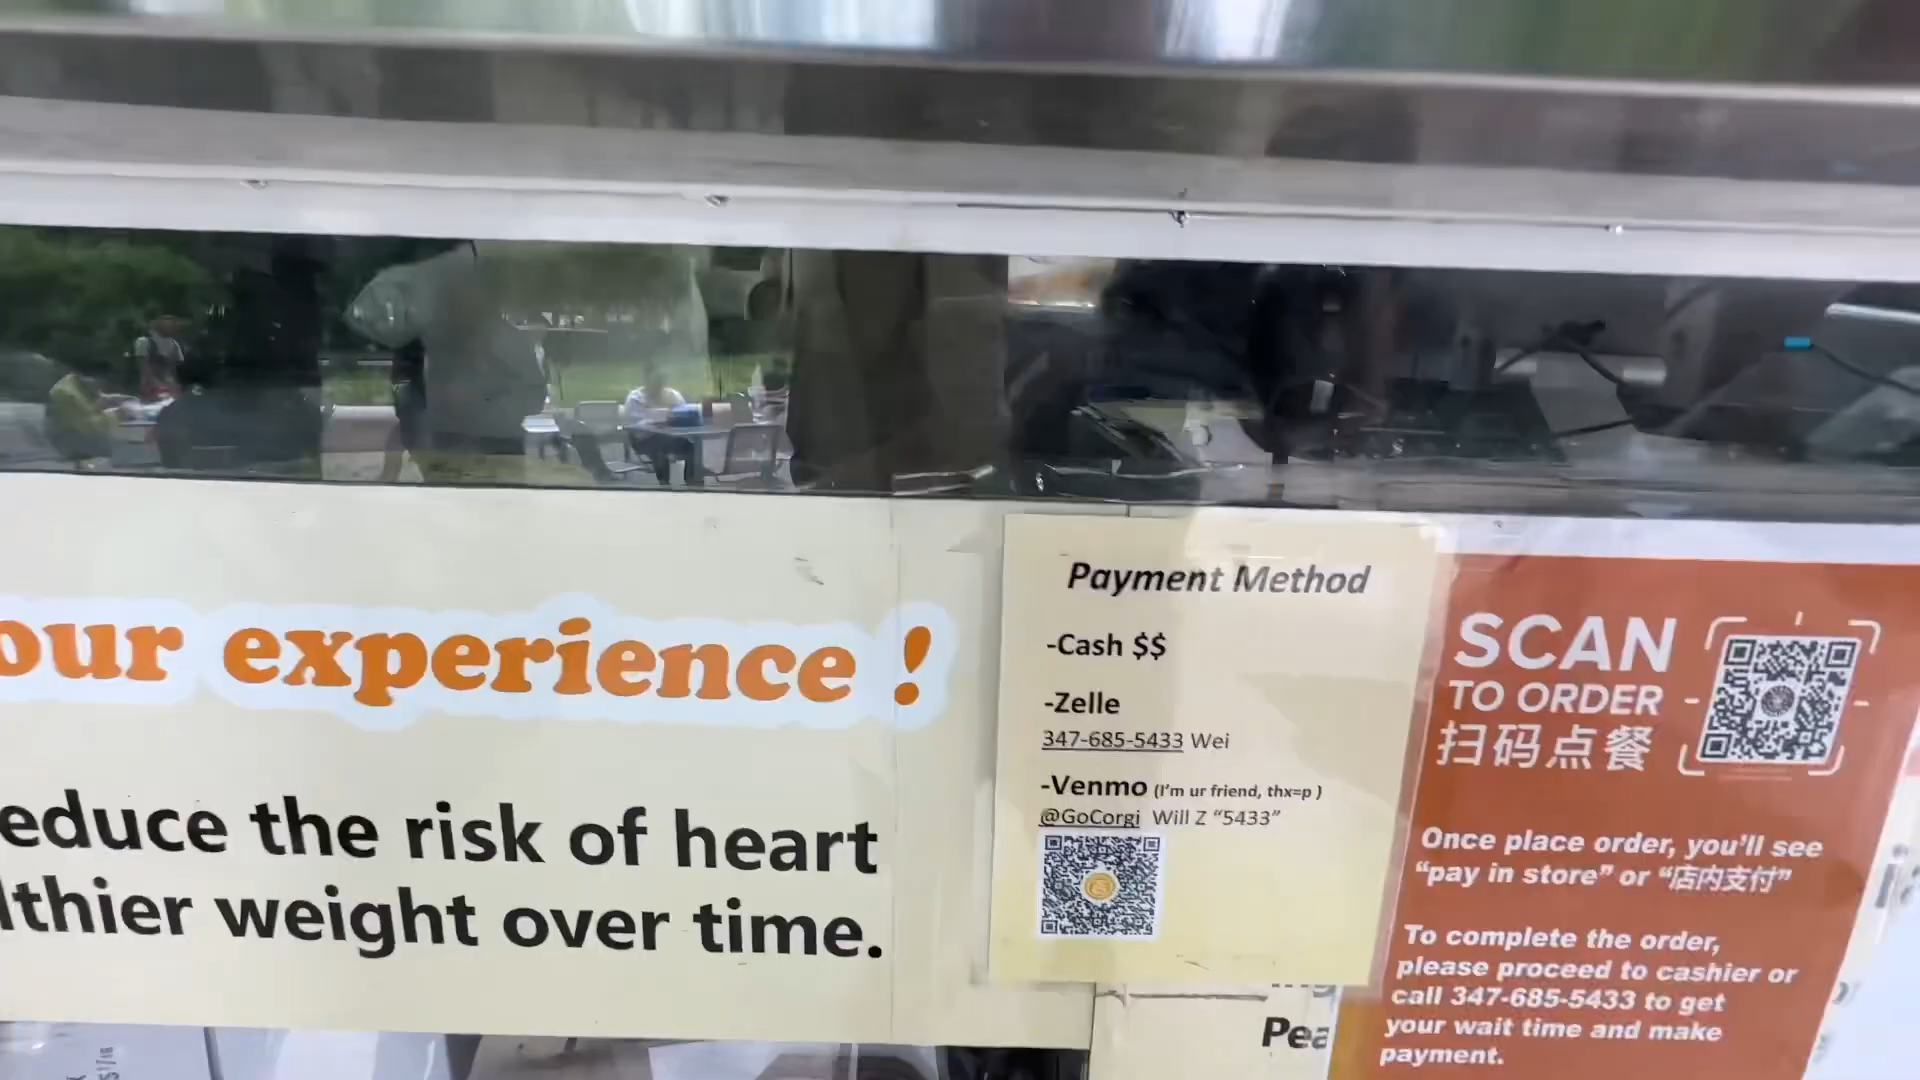 our experience !
educe the risk of heart
lthier weight over time.
Payment Method
-Cash $$
-Zelle
347-685-5433 Wei
-Venmo (I'm ur friend, thx=p )
@GoCorgi Will Z "5433"
Pea
SCAN
TO ORDER
扫码点餐
Once place order, you'll see
"pay in store" or "店内支付"
To complete the order,
please proceed to cashier or
call 347-685-5433 to get
your wait time and make
payment.